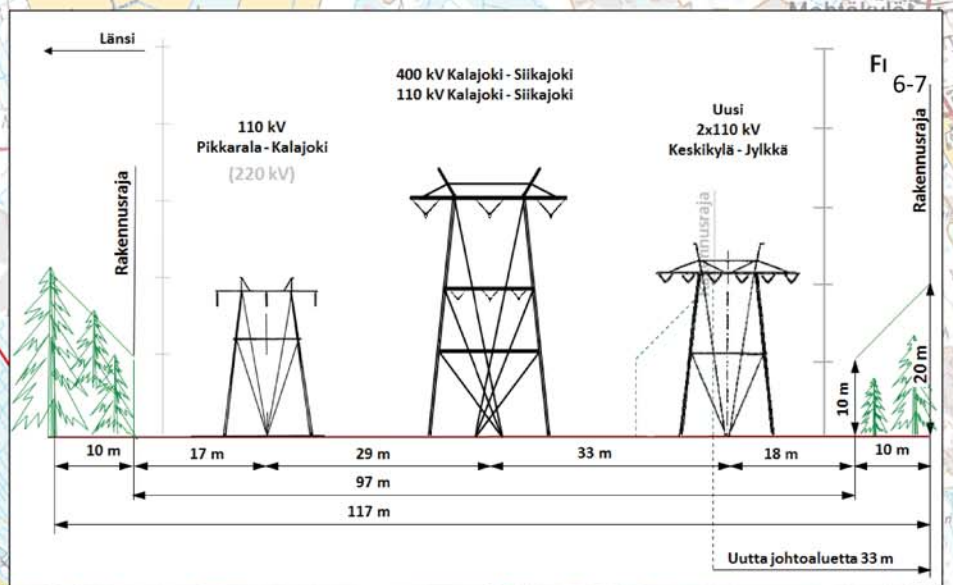 Länsi
400 kV Kalajoki - Siikajoki
110 kV Kalajoki - Siikajoki
FI
6-7
110 kV
Pikkarala - Kalajoki
(220 kV)
Uusi
2x110 kV
Keskikylä - Jylkkä
Rakennusraja
Rakennusraja
10 m
20 m
10 m
17 m
29 m
33 m
18 m
10 m
97 m
117 m
Uutta johtoaluetta 33 m